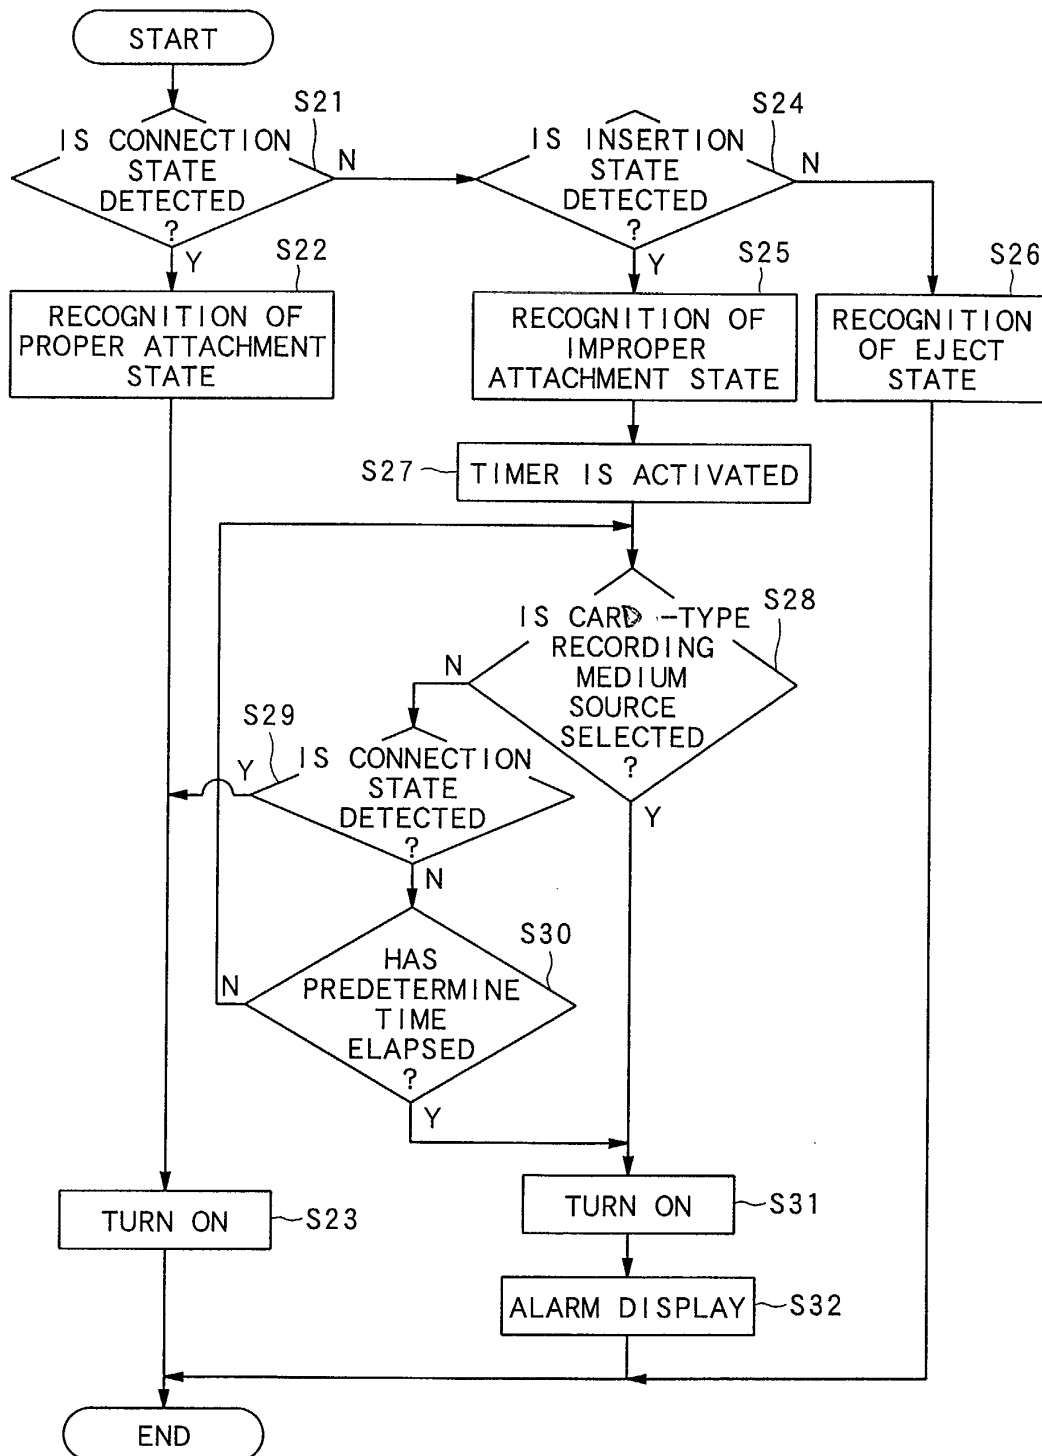 START
S21
IS CONNECTION
STATE
DETECTED
?
N
Y
S24
IS INSERTION
STATE
DETECTED
?
N
Y
S22
RECOGNITION OF
PROPER ATTACHMENT
STATE
S25
RECOGNITION OF
IMPROPER
ATTACHMENT STATE
S26
RECOGNITION
OF EJECT
STATE
S27
TIMER IS ACTIVATED
S28
IS CARD -TYPE
RECORDING
MEDIUM
SOURCE
SELECTED
?
N
Y
S29
IS CONNECTION
STATE
DETECTED
?
Y
N
S30
HAS
PREDETERMINE
TIME
ELAPSED
?
N
Y
TURN ON
S23
TURN ON
S31
ALARM DISPLAY
S32
END